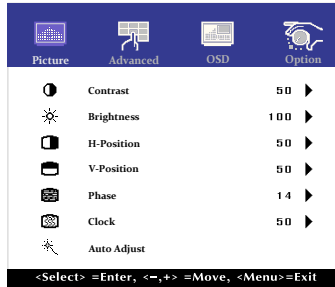 Picture Advanced OSD Option
Contrast 50
Brightness 100
H-Position 50
V-Position 50
Phase 14
Clock 50
Auto Adjust
<Select> =Enter, <-,+> =Move, <Menu>=Exit